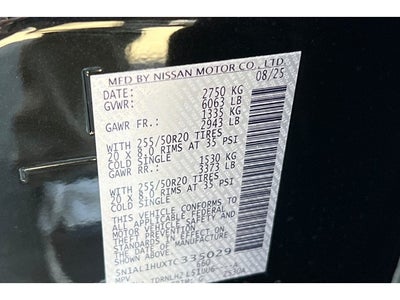 MFD BY NISSAN MOTOR CO., LTD
08/25
2750 KG
GVWR: 6063 LB
1335 KG
GAWR FR.: 2943 LB
WITH 255/50R20 TIRES
20 X 8.0 RIMS AT 35 PSI
COLD SINGLE 1530 KG
GAWR RR.: 3373 LB
WITH 255/50R20 TIRES
20 X 8.0 RIMS AT 35 PSI
COLD SINGLE
THIS VEHICLE CONFORMS TO
ALL APPLICABLE FEDERAL
MOTOR VEHICLE SAFETY
STANDARDS IN EFFECT ON
THE DATE OF MANUFACTURE
SHOWN ABOVE
5N1AL1HUXTC335029
MPV